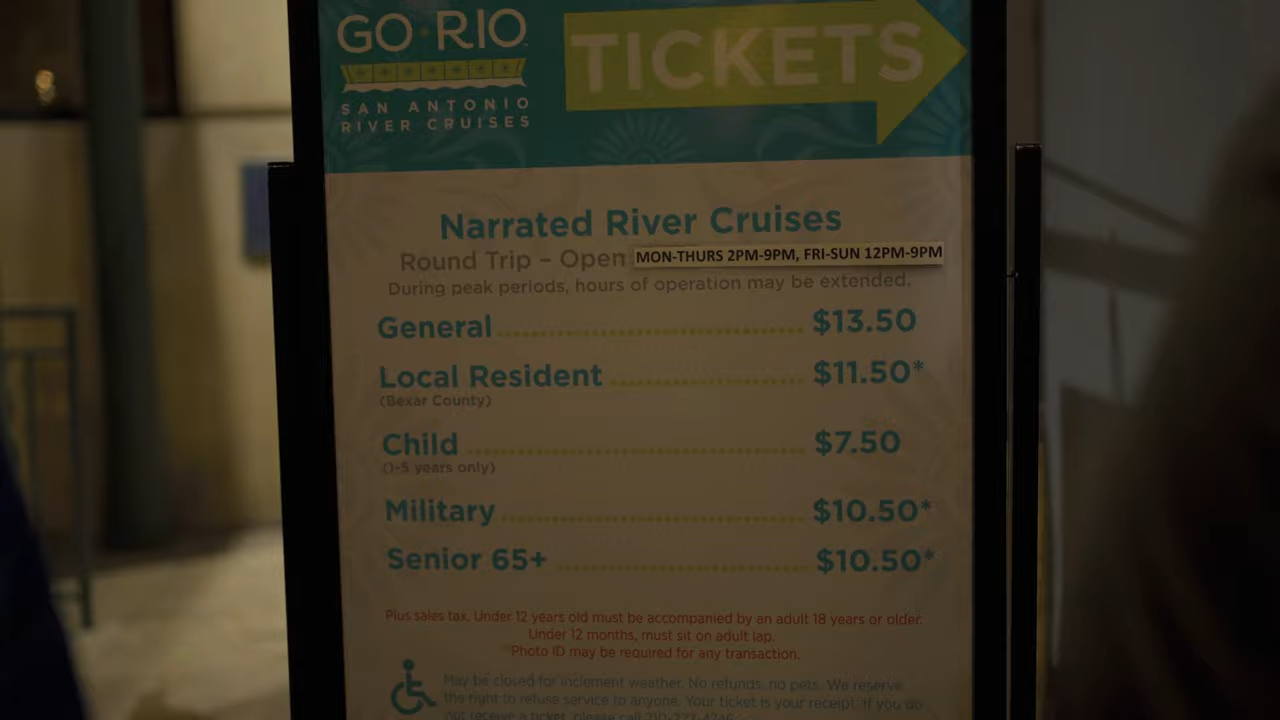 GO RIO
SAN ANTONIO
RIVER CRUISES
TICKETS
Narrated River Cruises
Round Trip – Open MON-THURS 2PM-9PM, FRI-SUN 12PM-9PM
During peak periods, hours of operation may be extended.
General $13.50
Local Resident $11.50*
(Bexar County)
Child $7.50
(1-5 years only)
Military $10.50*
Senior 65+ $10.50*
Plus sales tax. Under 12 years old must be accompanied by an adult 18 years or older.
Under 12 months, must sit on adult lap.
*Photo ID may be required for any transaction.
May be closed for inclement weather. No refunds, no pets. We reserve
the right to refuse service to anyone. Your ticket is your receipt. If you do
not receive a ticket, please call